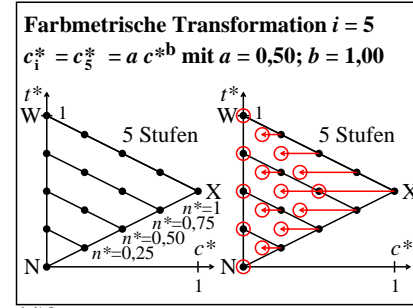 Farbmetrische Transformation i = 5
c*i = c*5 = a c*b mit a = 0,50; b = 1,00
t* t*
W 1 W 1
5 Stufen 5 Stufen
X X
n*=1
n*=0,75
n*=0,50
n*=0,25
N c* N c*
1 1